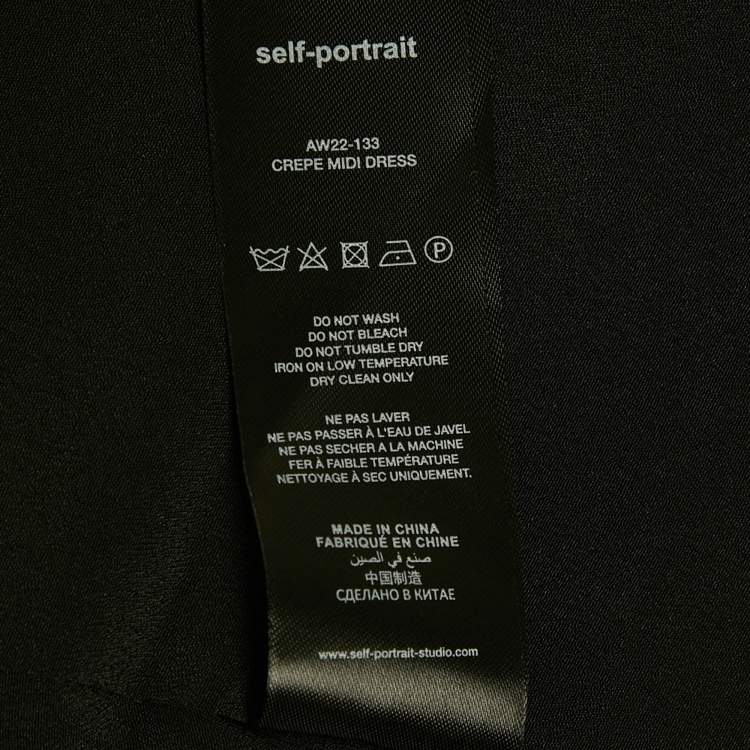 self-portrait
AW22-133
CREPE MIDI DRESS
P
DO NOT WASH
DO NOT BLEACH
DO NOT TUMBLE DRY
IRON ON LOW TEMPERATURE
DRY CLEAN ONLY
NE PAS LAVER
NE PAS PASSER À L'EAU DE JAVEL
NE PAS SECHER A LA MACHINE
FER À FAIBLE TEMPÉRATURE
NETTOYAGE À SEC UNIQUEMENT.
MADE IN CHINA
FABRIQUÉ EN CHINE
صنع في الصين
中国制造
СДЕЛАНО В КИТАЕ
www.self-portrait-studio.com